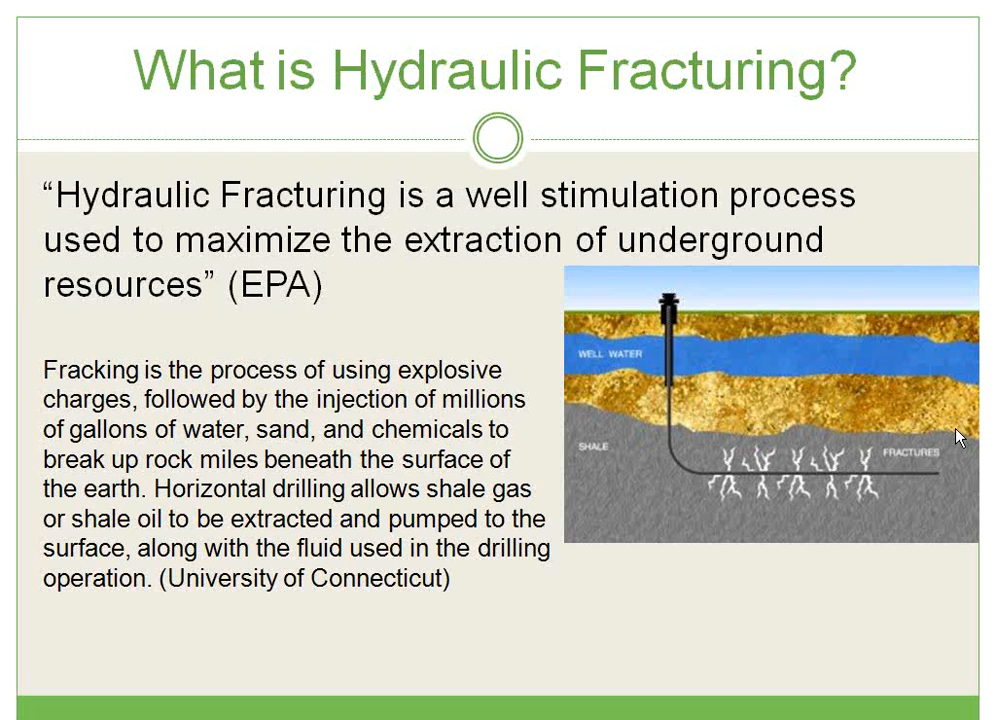 What is Hydraulic Fracturing?
“Hydraulic Fracturing is a well stimulation process
used to maximize the extraction of underground
resources” (EPA)
Fracking is the process of using explosive
charges, followed by the injection of millions
of gallons of water, sand, and chemicals to
break up rock miles beneath the surface of
the earth. Horizontal drilling allows shale gas
or shale oil to be extracted and pumped to the
surface, along with the fluid used in the drilling
operation. (University of Connecticut)
WELL WATER
SHALE
FRACTURES